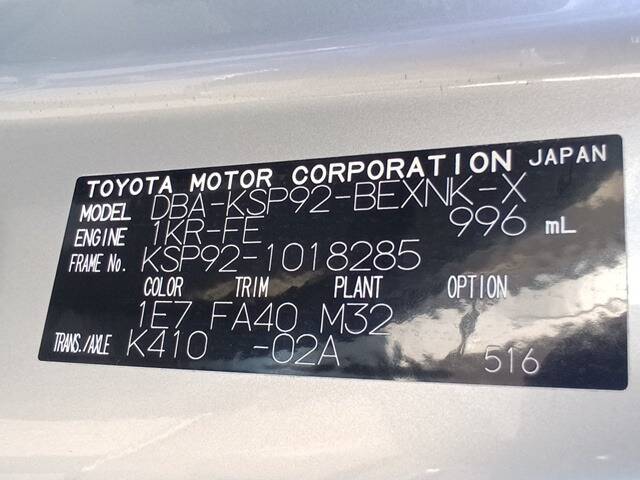 TOYOTA MOTOR CORPORATION JAPAN
MODEL DBA-KSP92-BEXNK-X
ENGINE 1KR-FE 996 mL
FRAME No. KSP92-1018285
COLOR TRIM PLANT OPTION
1E7 FA40 M32
TRANS./AXLE K410 -02A 516